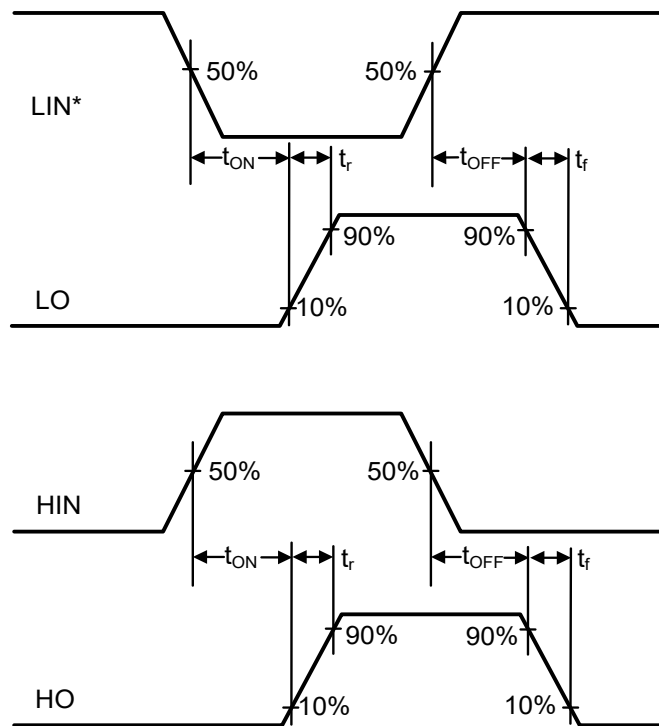 50% 50%
LIN*
tON tr tOFF tf
90% 90%
LO 10% 10%
50% 50%
HIN
tON tr tOFF tf
90% 90%
HO 10% 10%